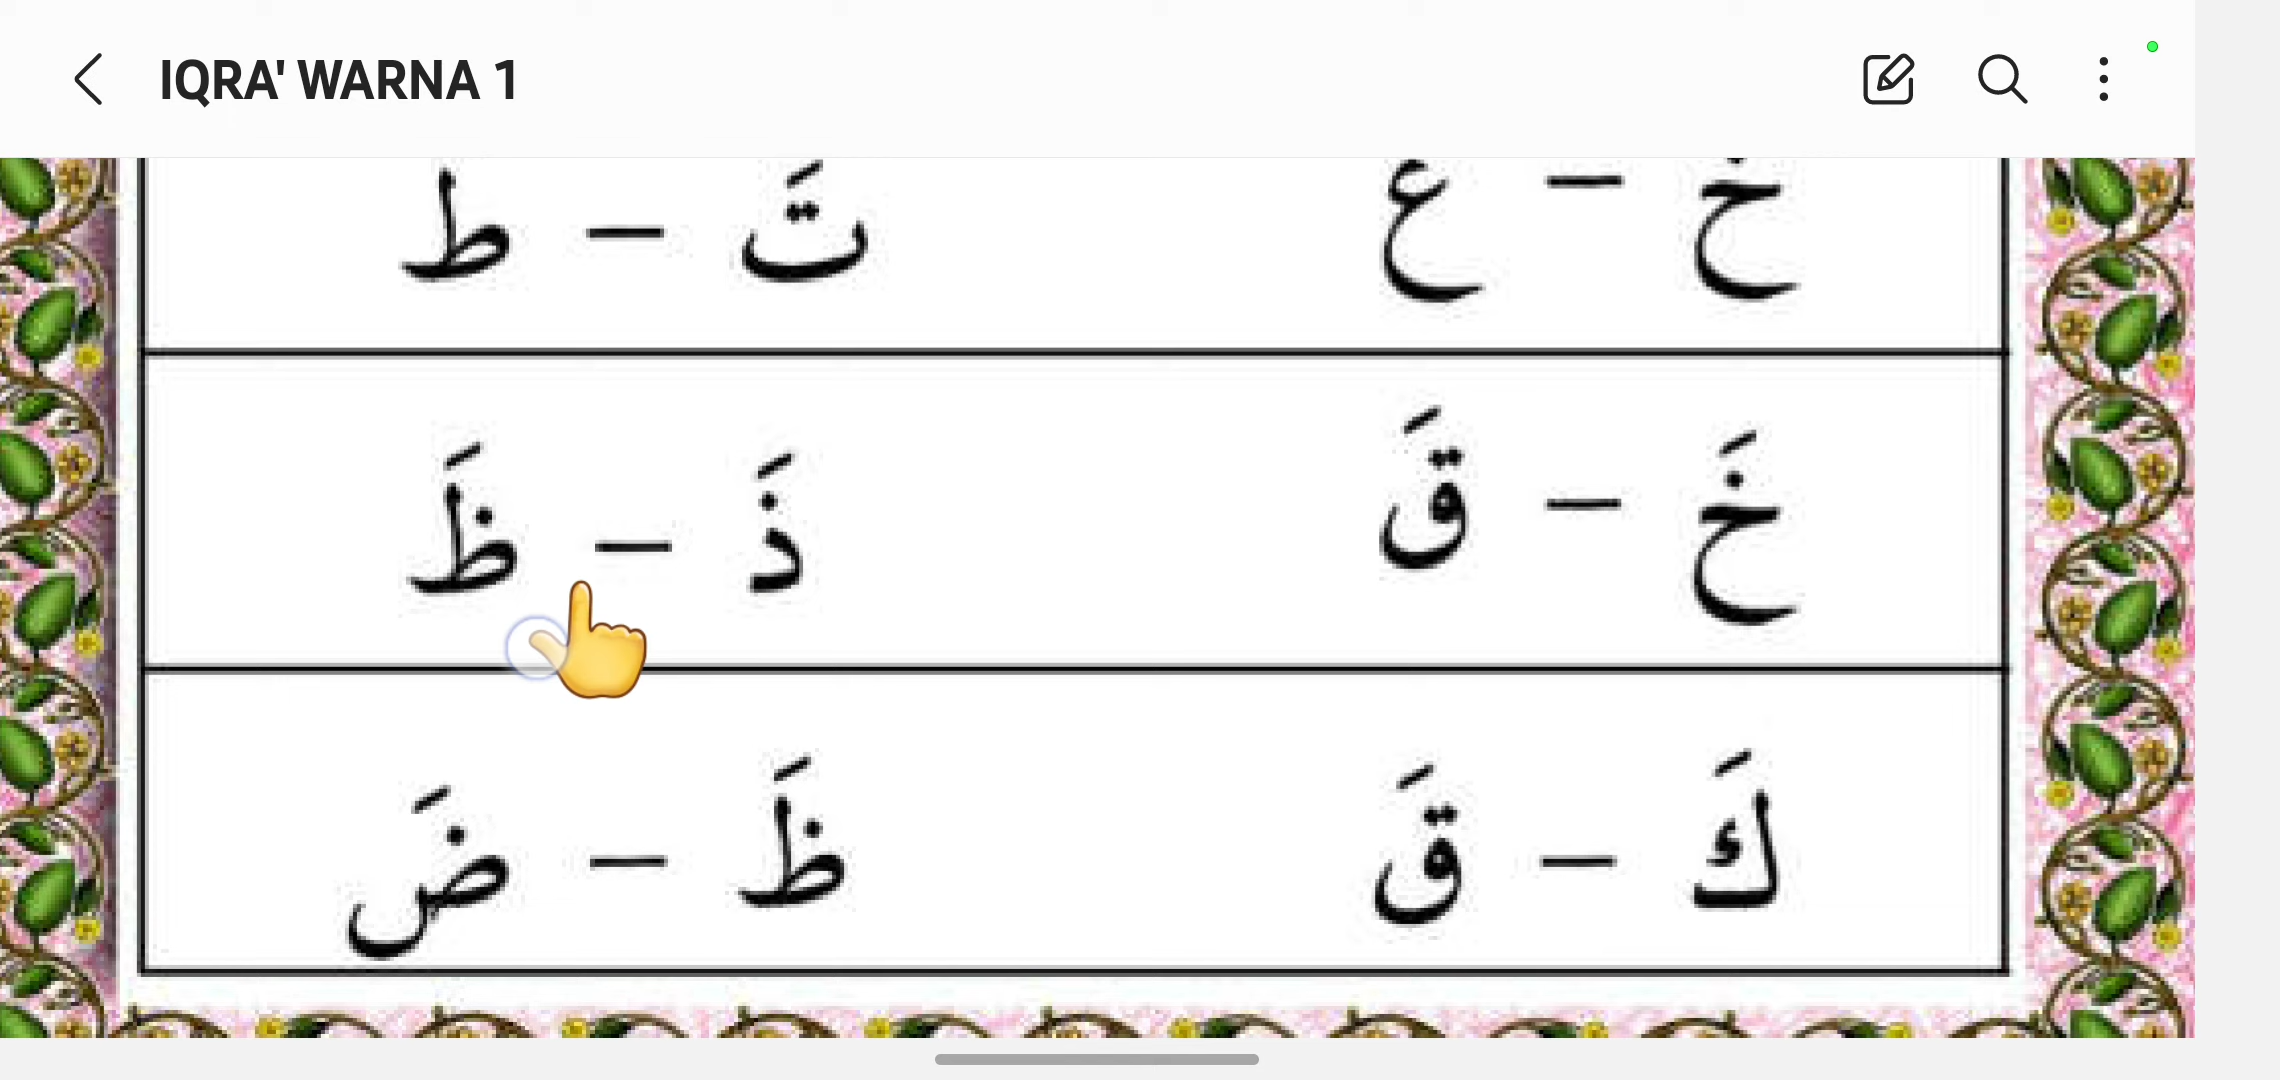 IQRA' WARNA 1
خَ – ع تَ – ط
خَ – قَ ذَ – ظَ
كَ – قَ ظَ – ضَ